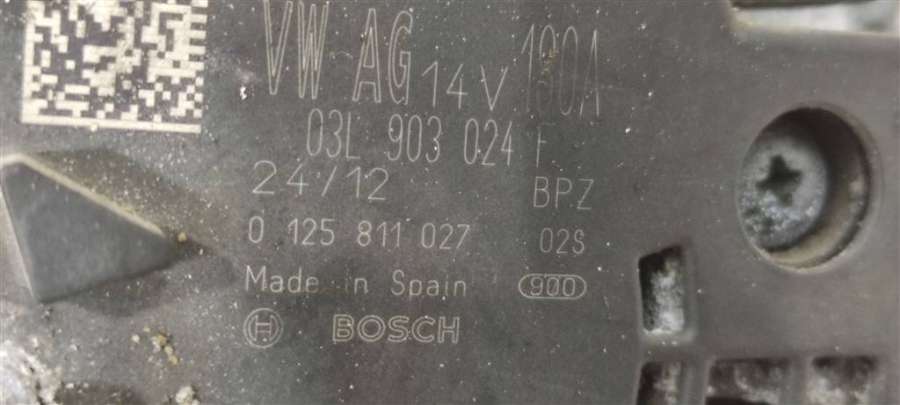 VW AG 14V
03L 903 024 F
24/12 BPZ
0 125 811 027 02S
Made in Spain 900
BOSCH